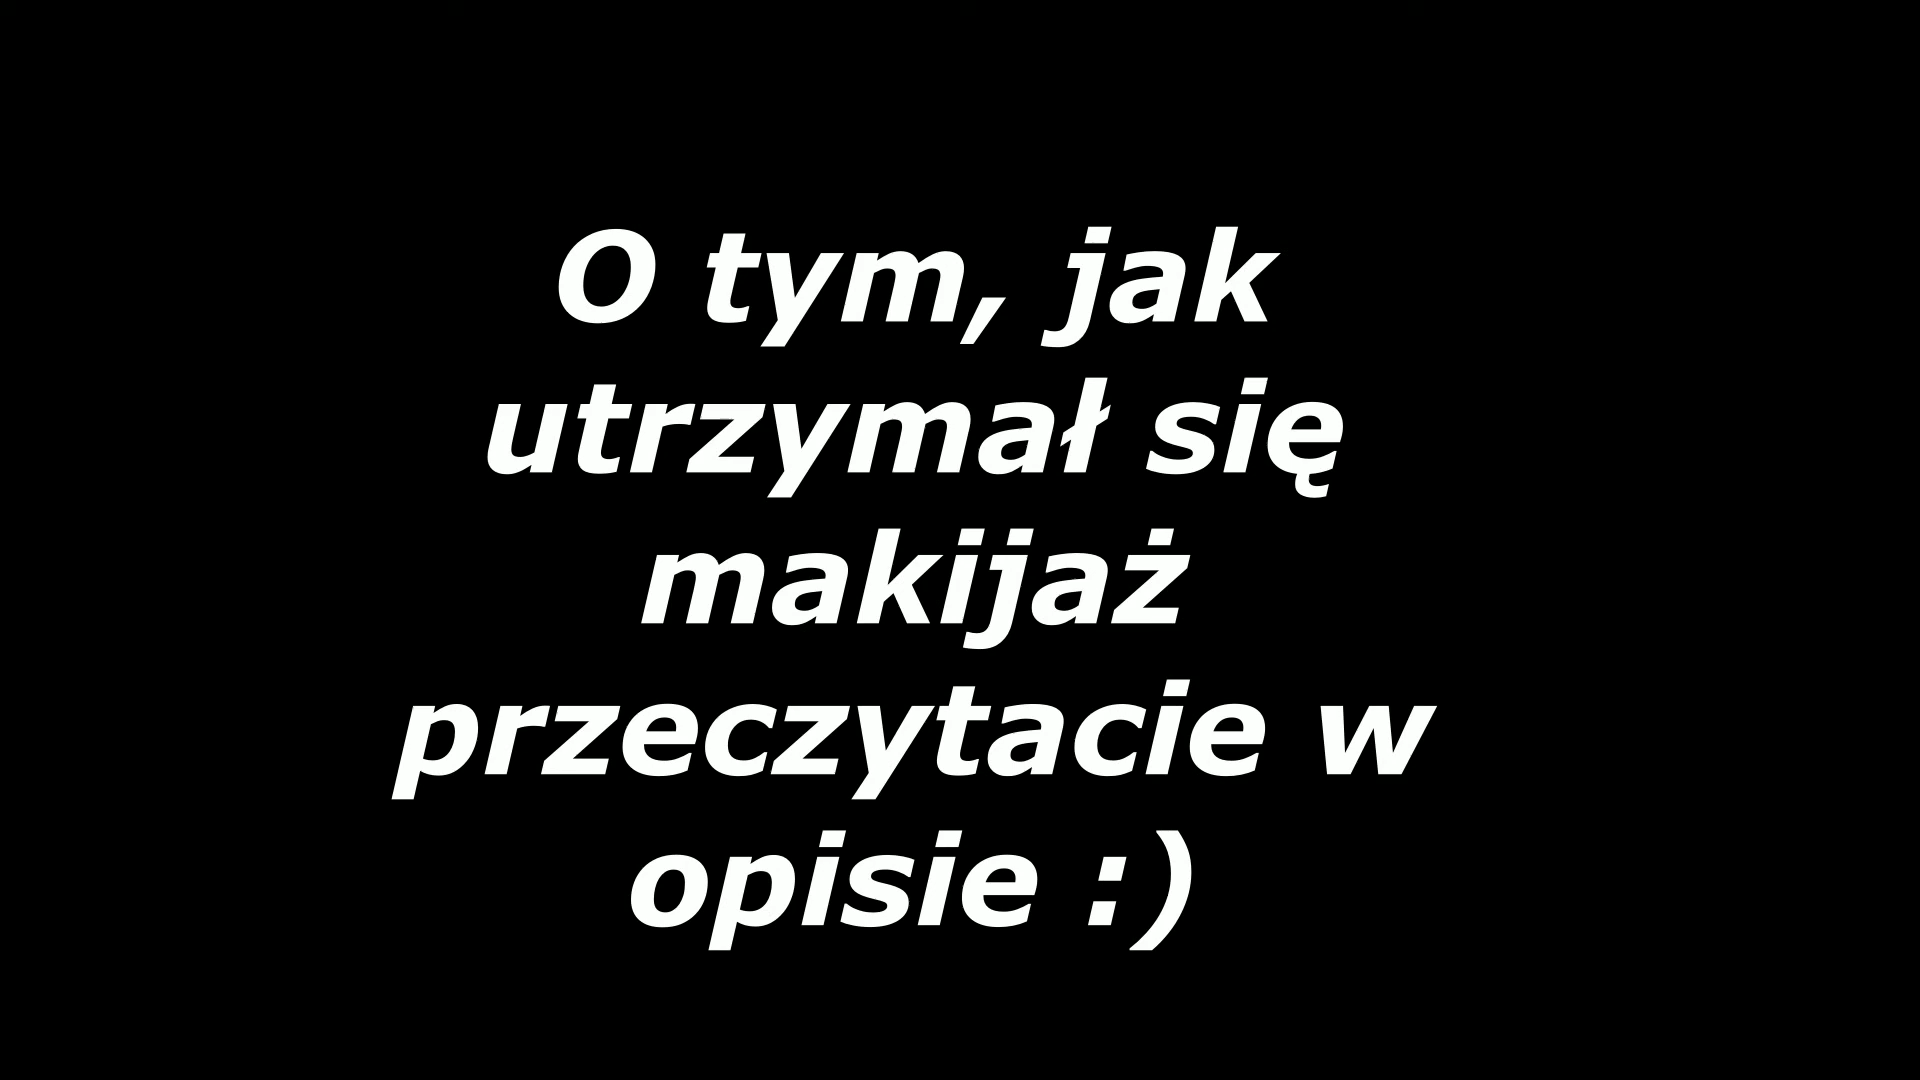 O tym, jak
utrzymał się
makijaż
przeczytacie w
opisie :)